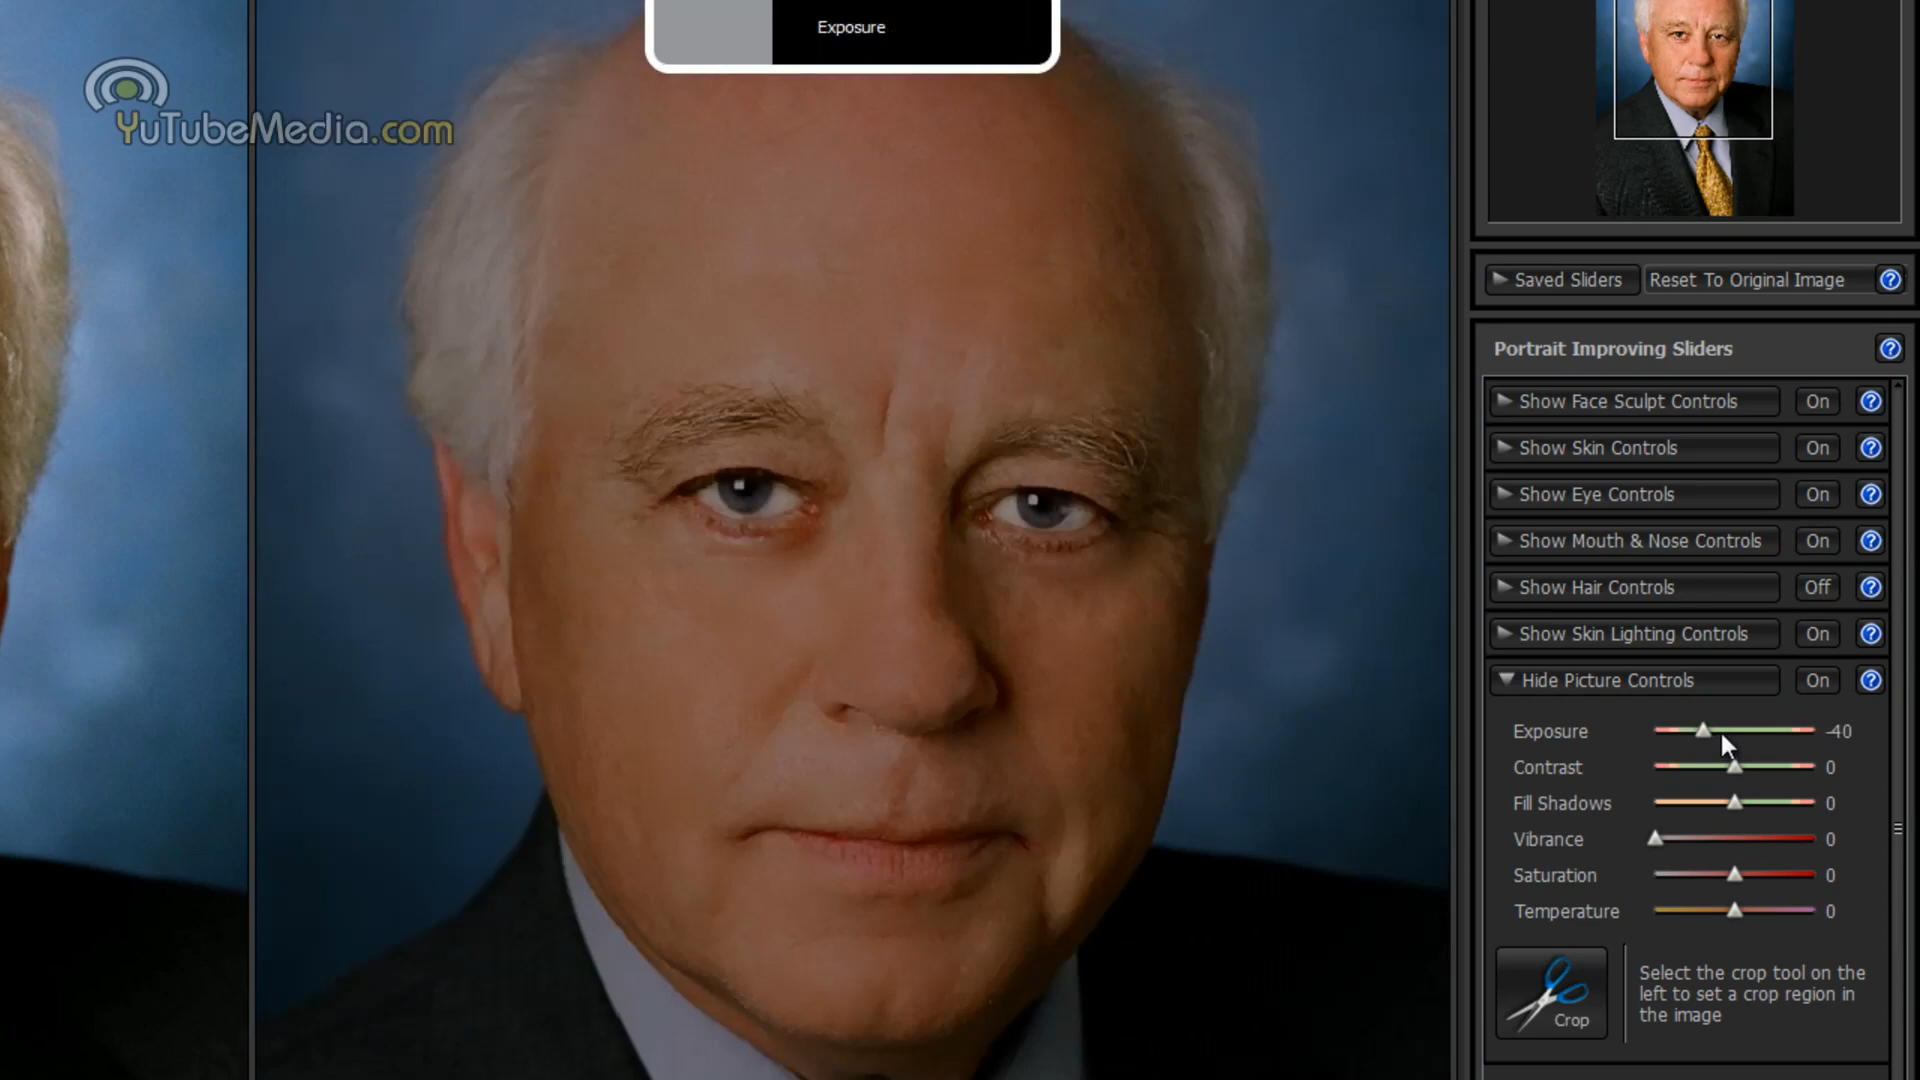 Exposure
YuTubeMedia.com
Saved Sliders
Reset To Original Image
Portrait Improving Sliders
Show Face Sculpt Controls On
Show Skin Controls On
Show Eye Controls On
Show Mouth & Nose Controls On
Show Hair Controls Off
Show Skin Lighting Controls On
Hide Picture Controls On
Exposure -40
Contrast 0
Fill Shadows 0
Vibrance 0
Saturation 0
Temperature 0
Crop
Select the crop tool on the
left to set a crop region in
the image